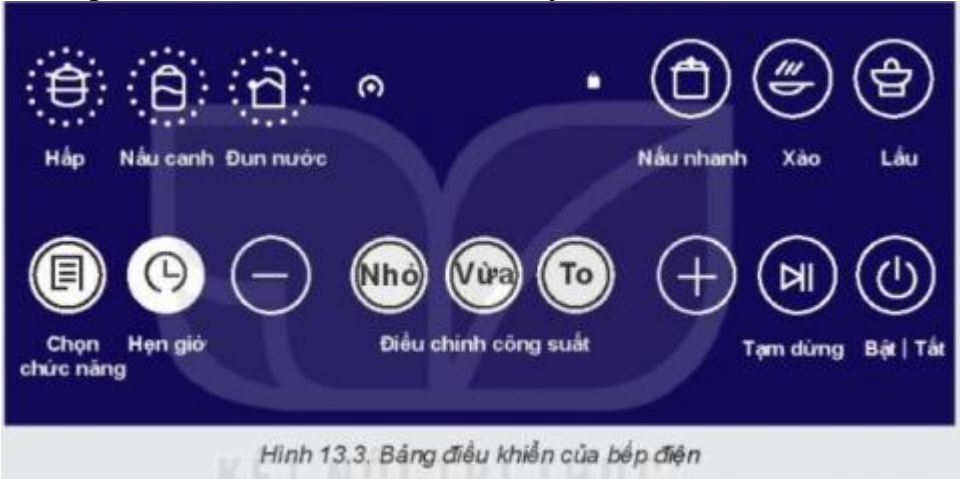 Hấp
Nấu canh
Đun nước
Nấu nhanh
Xào
Lẩu
Nhỏ
Vừa
To
Chọn
chức năng
Hẹn giờ
Điều chỉnh công suất
Tạm dừng
Bật | Tắt
Hình 13.3. Bảng điều khiển của bếp điện